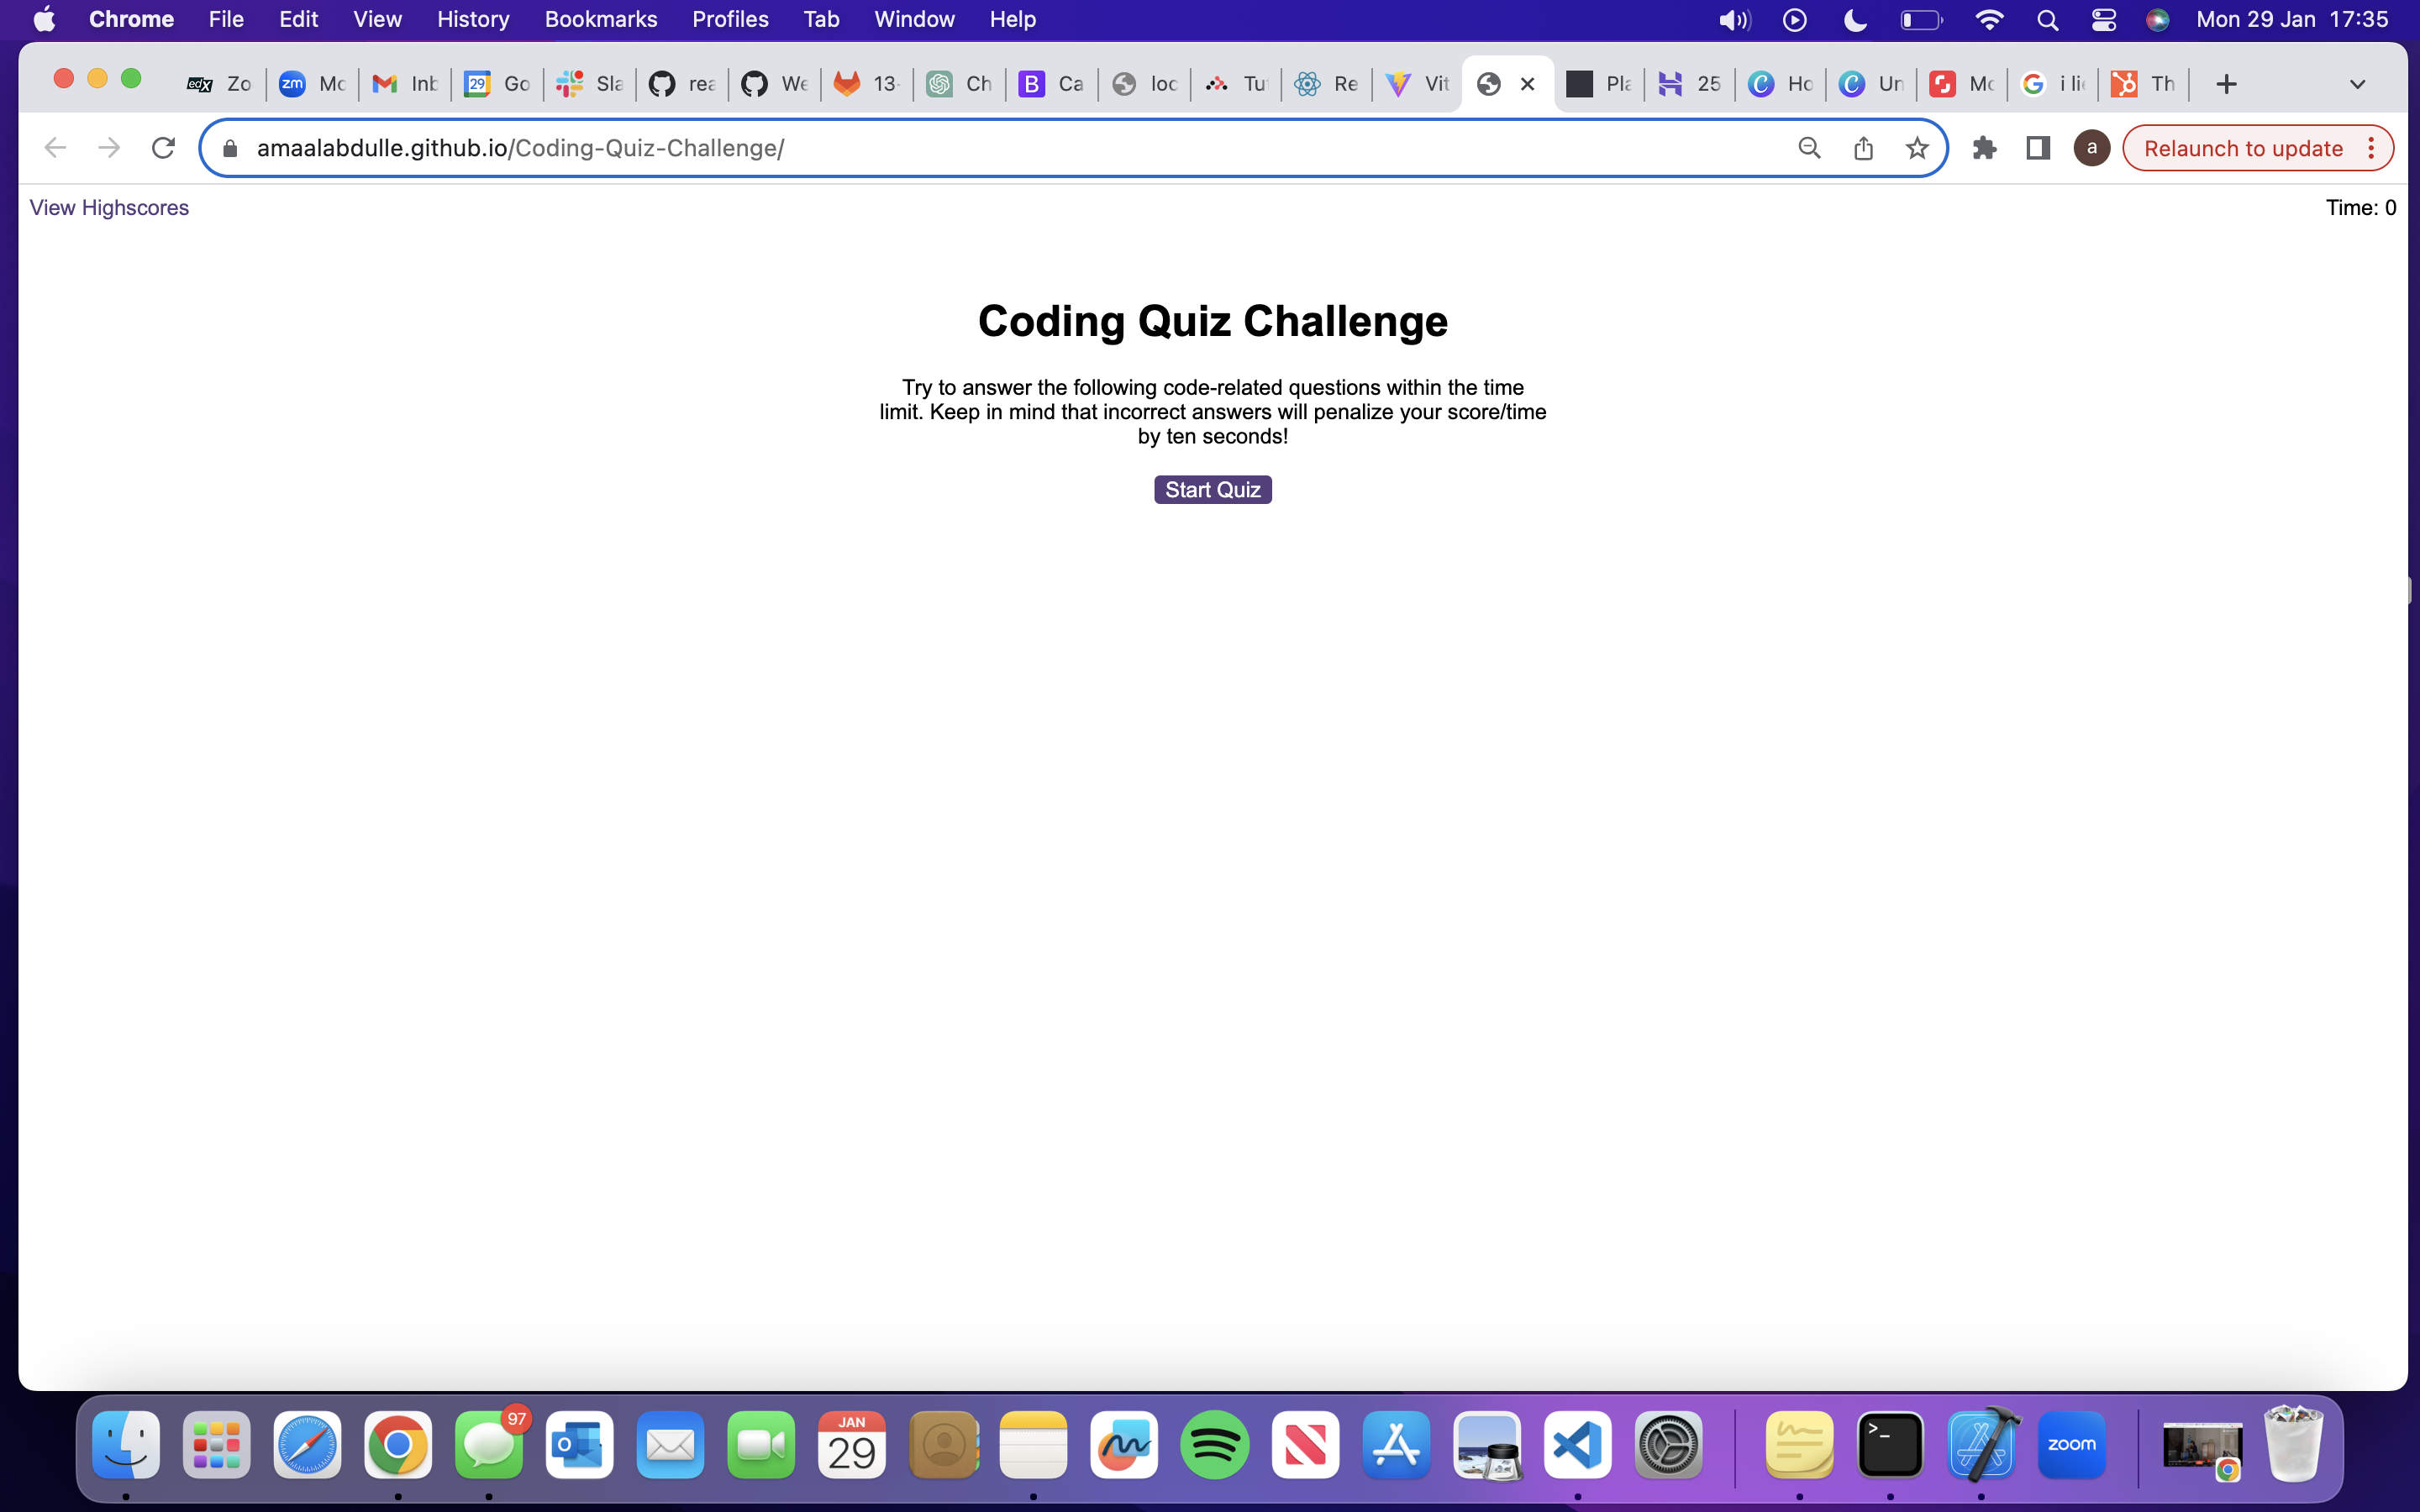 Chrome File Edit View History Bookmarks Profiles Tab Window Help Mon 29 Jan 17:35
edX Zo zm Mc Inb 29 Go Sla rea We 13- Ch B Ca loc Tu Re Vit Pla 25 Ho Un Mc i lic Th
amaalabdulle.github.io/Coding-Quiz-Challenge/ a Relaunch to update
View Highscores Time: 0
Coding Quiz Challenge
Try to answer the following code-related questions within the time
limit. Keep in mind that incorrect answers will penalize your score/time
by ten seconds!
Start Quiz
97
JAN
29
zoom